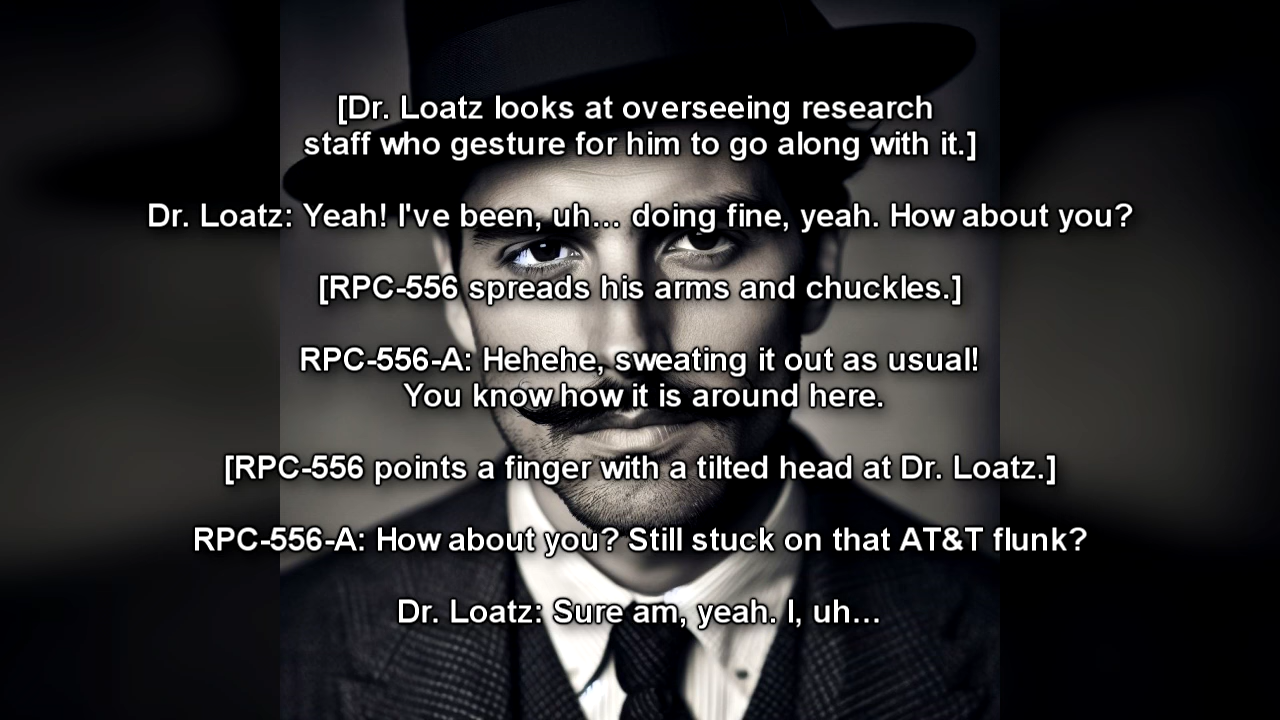 [Dr. Loatz looks at overseeing research
staff who gesture for him to go along with it.]
Dr. Loatz: Yeah! I've been, uh... doing fine, yeah. How about you?
[RPC-556 spreads his arms and chuckles.]
RPC-556-A: Hehehe, sweating it out as usual!
You know how it is around here.
[RPC-556 points a finger with a tilted head at Dr. Loatz.]
RPC-556-A: How about you? Still stuck on that AT&T flunk?
Dr. Loatz: Sure am, yeah. I, uh...